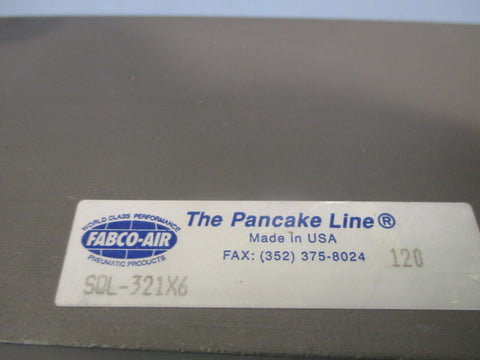 WORLD CLASS PERFORMANCE
FABCO-AIR
PNEUMATIC PRODUCTS
The Pancake Line®
Made in USA
FAX: (352) 375-8024
120
SQL-321X6